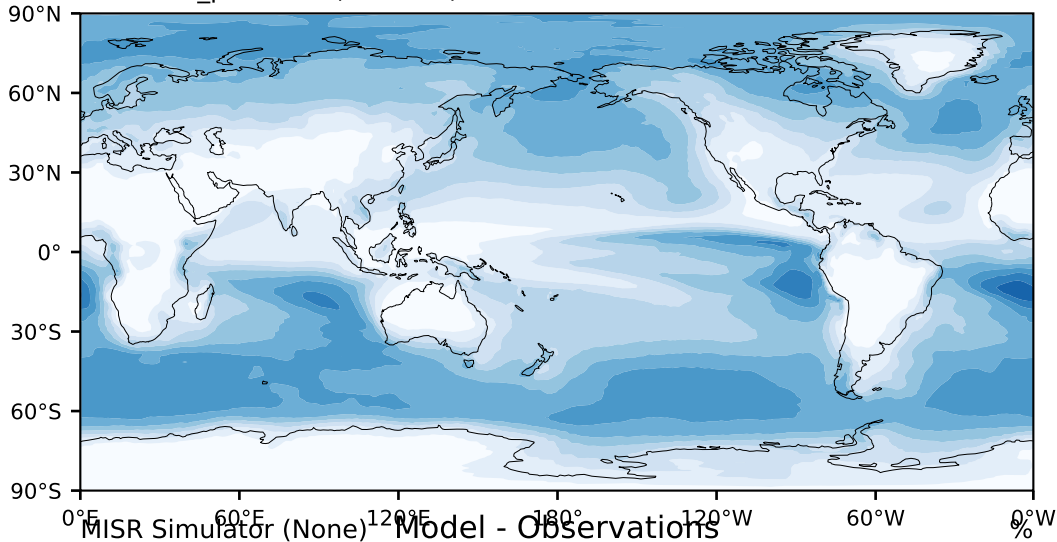 90°N
60°N
30°N
0°
30°S
60°S
90°S
0°E 60°E 120°E 180°W 120°W 60°W 0°W
MISR Simulator (None) Model - Observations %